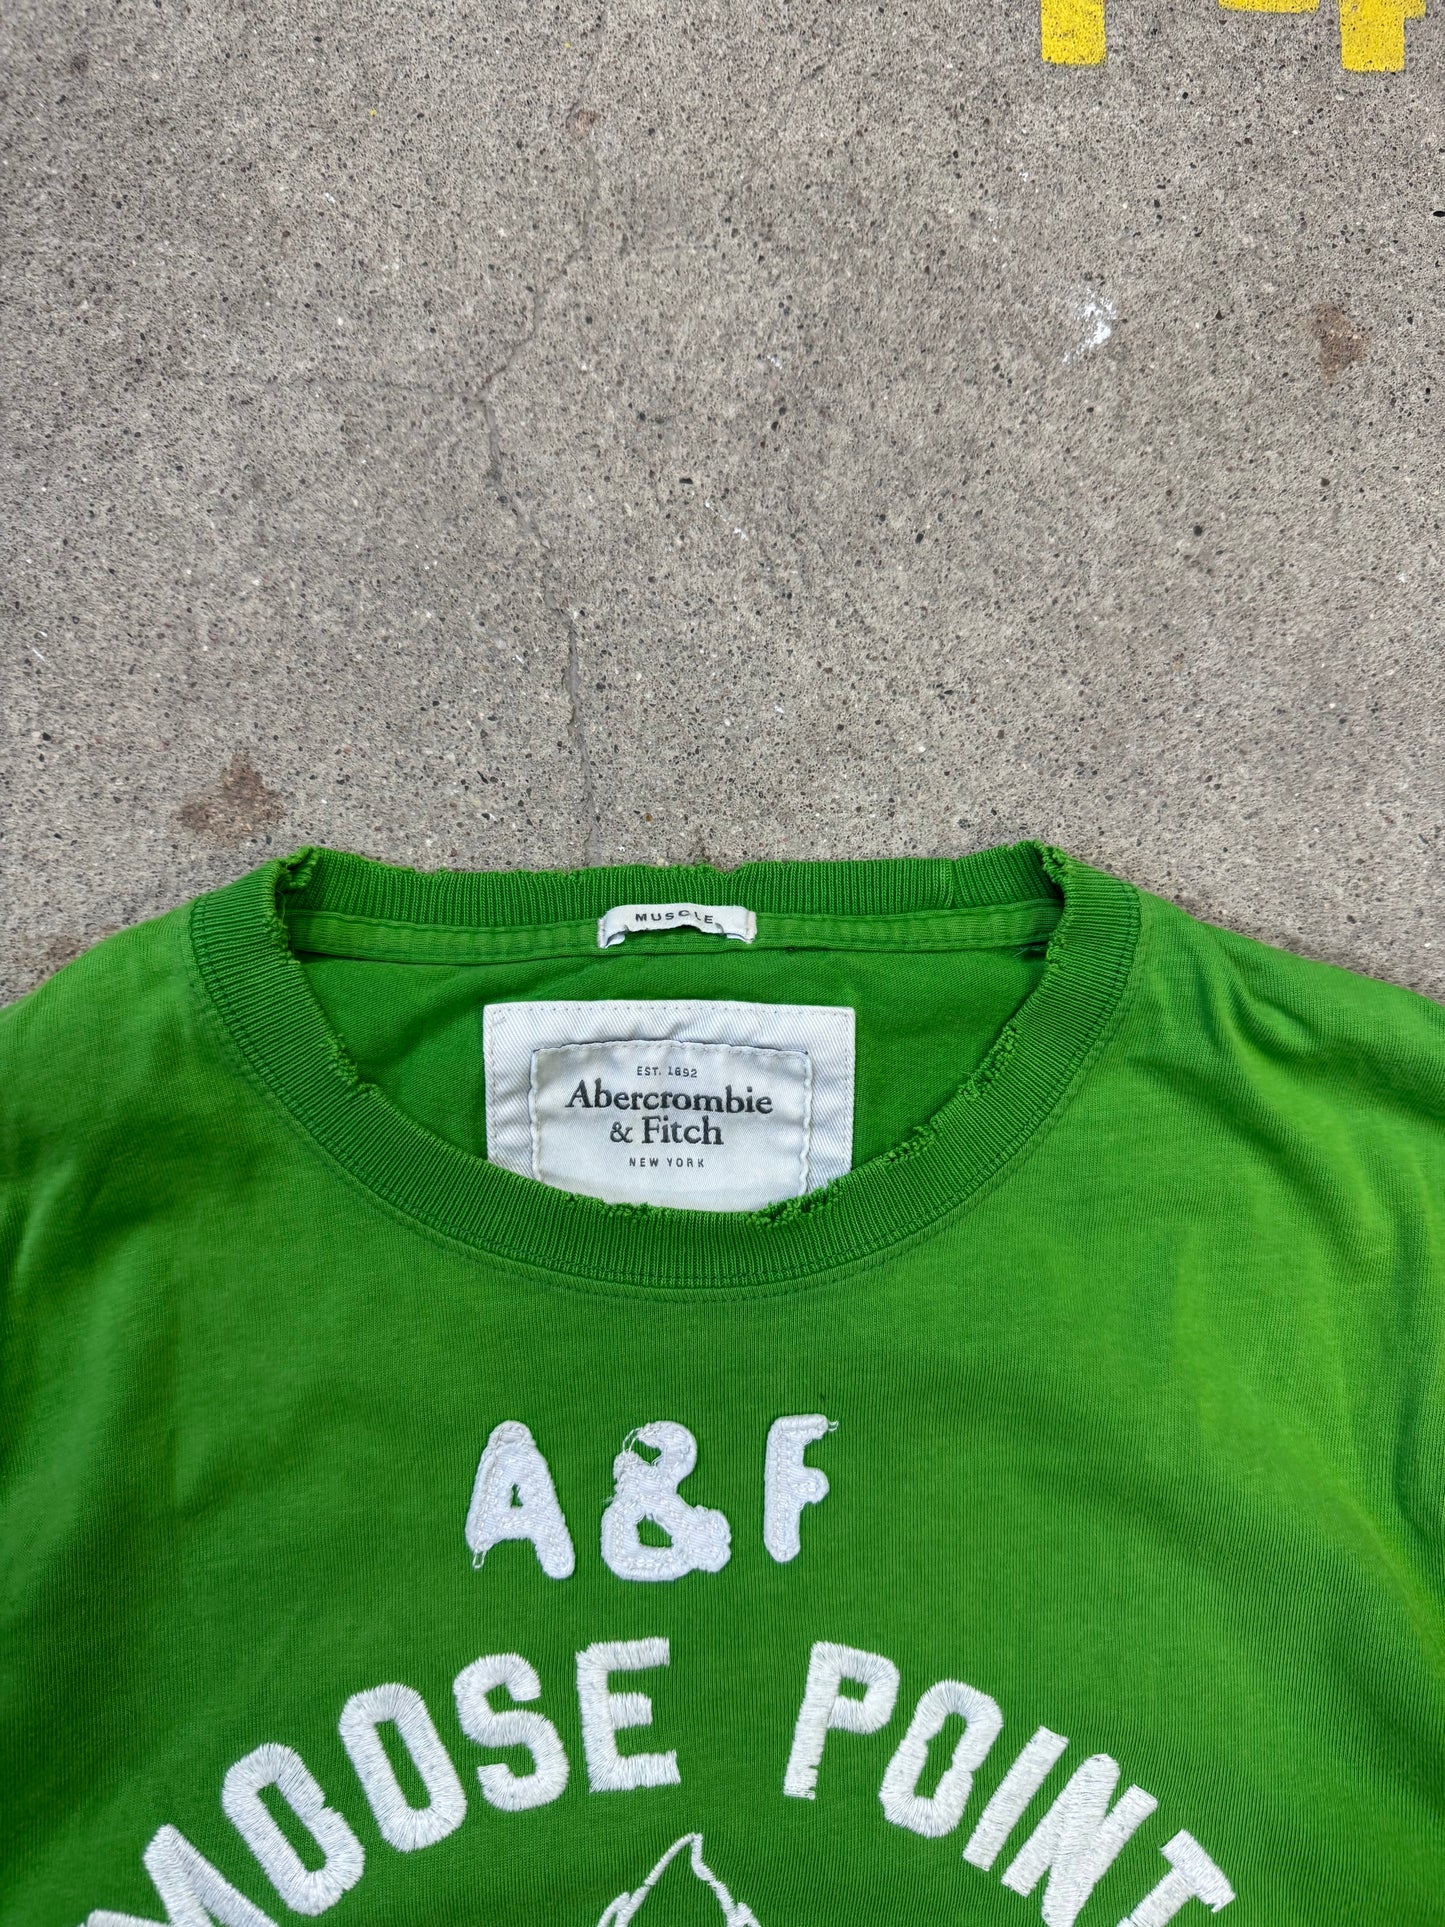 MUSCLE
EST. 1892
Abercrombie
& Fitch
NEW YORK
A&F
MOOSE POINT